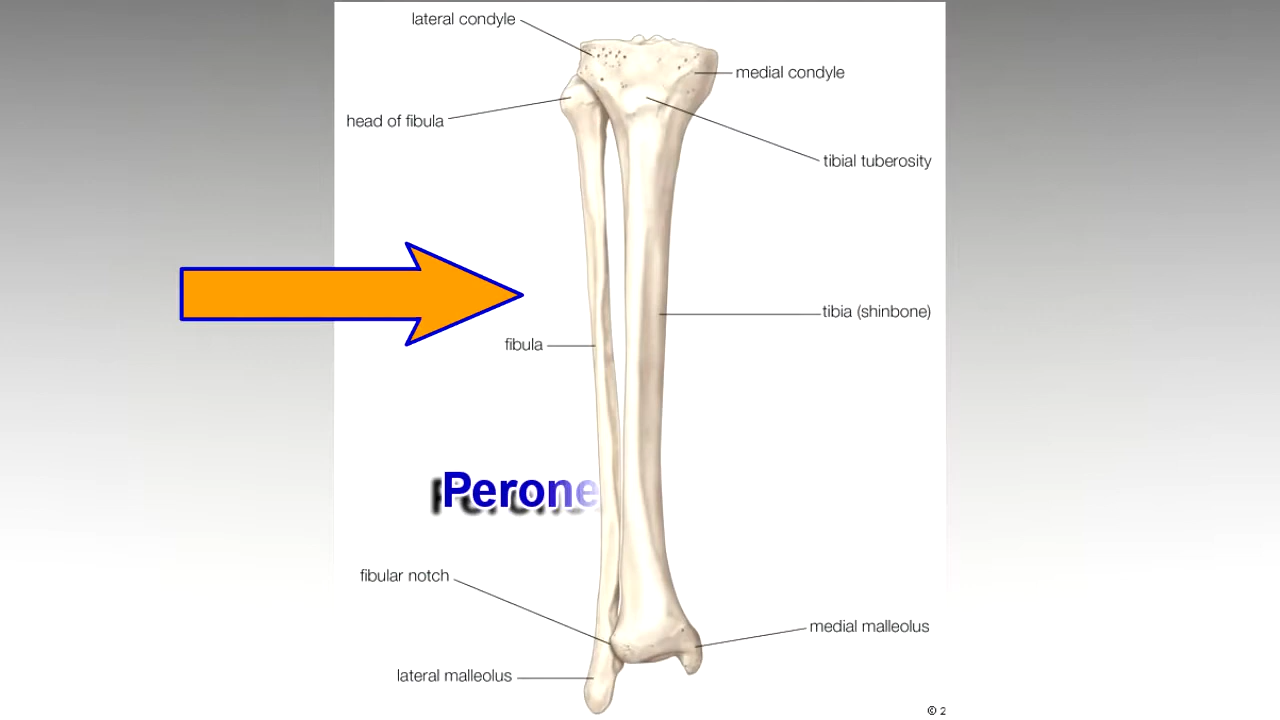 lateral condyle
medial condyle
head of fibula
tibial tuberosity
tibia (shinbone)
fibula
Perone
fibular notch
medial malleolus
lateral malleolus
© 2